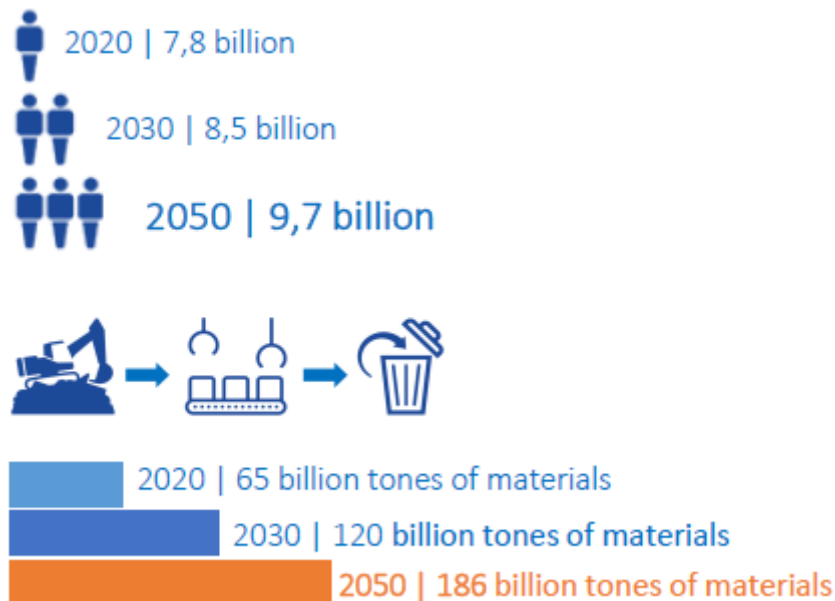 2020 | 7,8 billion
2030 | 8,5 billion
2050 | 9,7 billion
2020 | 65 billion tones of materials
2030 | 120 billion tones of materials
2050 | 186 billion tones of materials